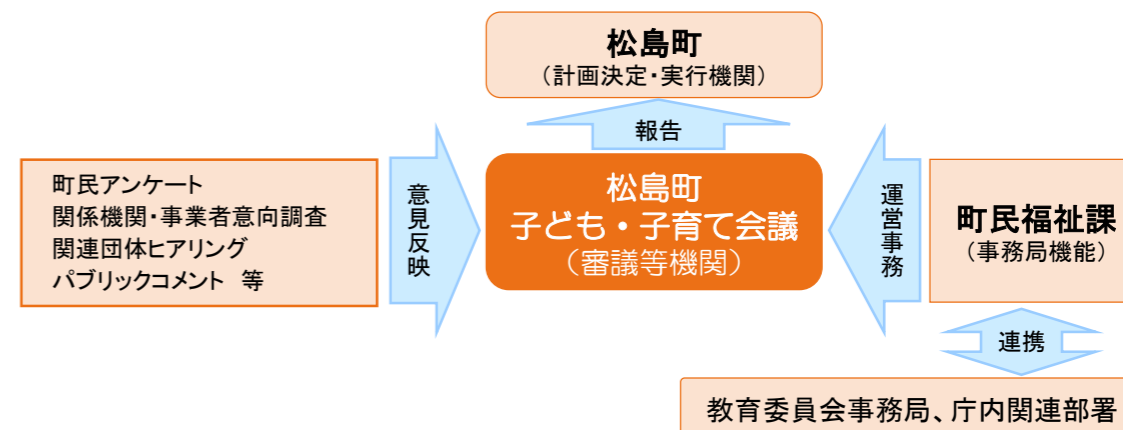 松島町
（計画決定・実行機関）
報告
町民アンケート
関係機関・事業者意向調査
関連団体ヒアリング
パブリックコメント　等
意見反映
松島町
子ども・子育て会議
（審議等機関）
運営事務
町民福祉課
（事務局機能）
連携
教育委員会事務局、庁内関連部署